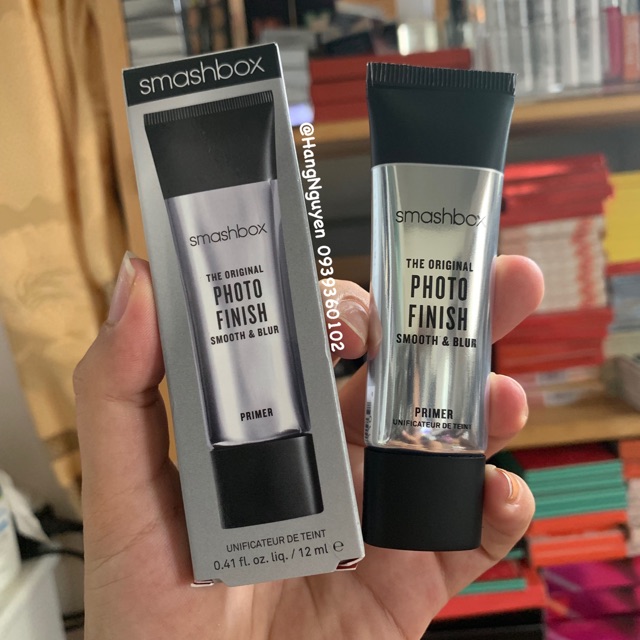 smashbox
smashbox
THE ORIGINAL
PHOTO
FINISH
SMOOTH & BLUR
PRIMER
UNIFICATEUR DE TEINT
0.41 fl. oz. liq. / 12 ml ℮
@HangNguyen 0939360102
smashbox
THE ORIGINAL
PHOTO
FINISH
SMOOTH & BLUR
PRIMER
UNIFICATEUR DE TEINT